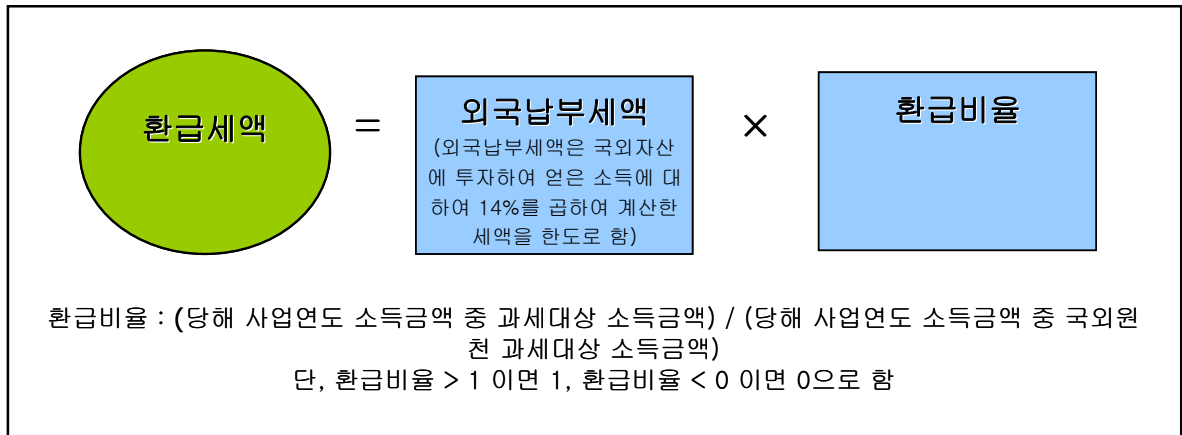 환급세액
=
외국납부세액
(외국납부세액은 국외자산
에 투자하여 얻은 소득에 대
하여 14%를 곱하여 계산한
세액을 한도로 함)
×
환급비율
환급비율 : (당해 사업연도 소득금액 중 과세대상 소득금액) / (당해 사업연도 소득금액 중 국외원
천 과세대상 소득금액)
단, 환급비율 > 1 이면 1, 환급비율 < 0 이면 0으로 함